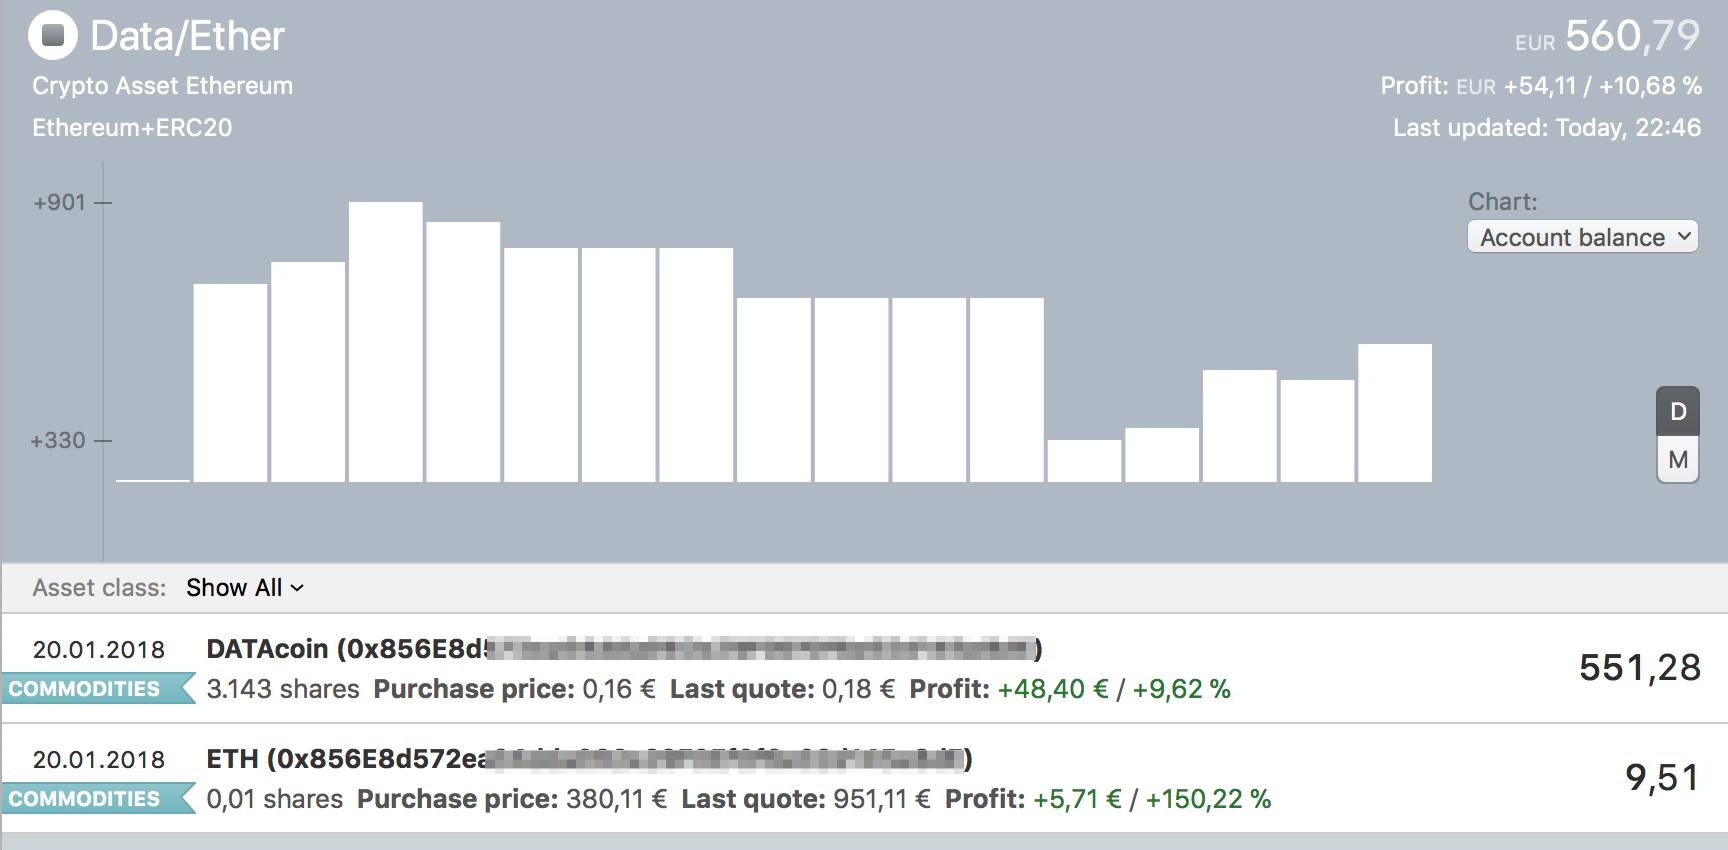 Data/Ether
EUR 560,79
Crypto Asset Ethereum
Profit: EUR +54,11 / +10,68 %
Ethereum+ERC20
Last updated: Today, 22:46
+901
Chart:
Account balance
+330
D
M
Asset class: Show All
20.01.2018 DATAcoin (0x856E8d5 )
551,28
COMMODITIES 3.143 shares Purchase price: 0,16 € Last quote: 0,18 € Profit: +48,40 € / +9,62 %
20.01.2018 ETH (0x856E8d572ea )
9,51
COMMODITIES 0,01 shares Purchase price: 380,11 € Last quote: 951,11 € Profit: +5,71 € / +150,22 %